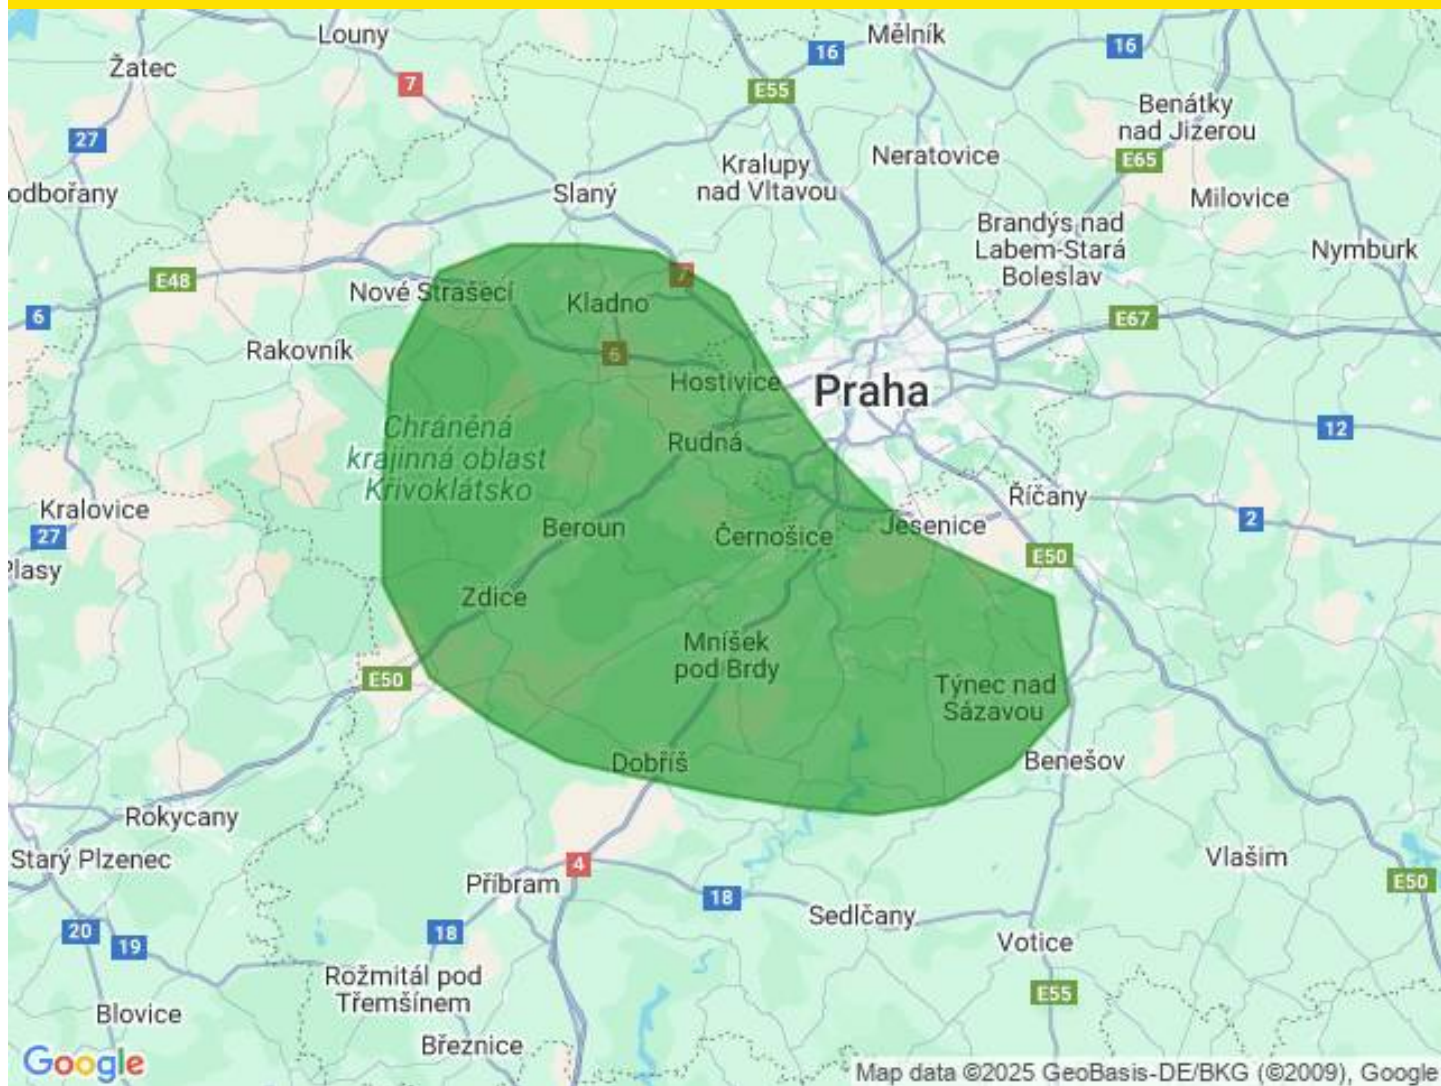 Louny
Mělník
16
16
Žatec
7
E55
Benátky
nad Jizerou
27
Kralupy
nad Vltavou
Neratovice
E65
odbořany
Slaný
Milovice
Brandýs nad
Labem-Stará
Boleslav
Nymburk
E48
7
Nové Strašecí
Kladno
6
E67
Rakovník
6
Hostivice
Praha
12
Chráněná
krajinná oblast
Křivoklátsko
Rudná
Kralovice
Říčany
2
27
Beroun
Černošice
Jesenice
E50
Plasy
Zdice
Mníšek
pod Brdy
E50
Týnec nad
Sázavou
Dobříš
Benešov
Rokycany
Starý Plzenec
Vlašim
4
Příbram
18
E50
Sedlčany
20
19
18
Votice
Rožmitál pod
Třemšínem
E55
Blovice
Březnice
Google
Map data ©2025 GeoBasis-DE/BKG (©2009), Google